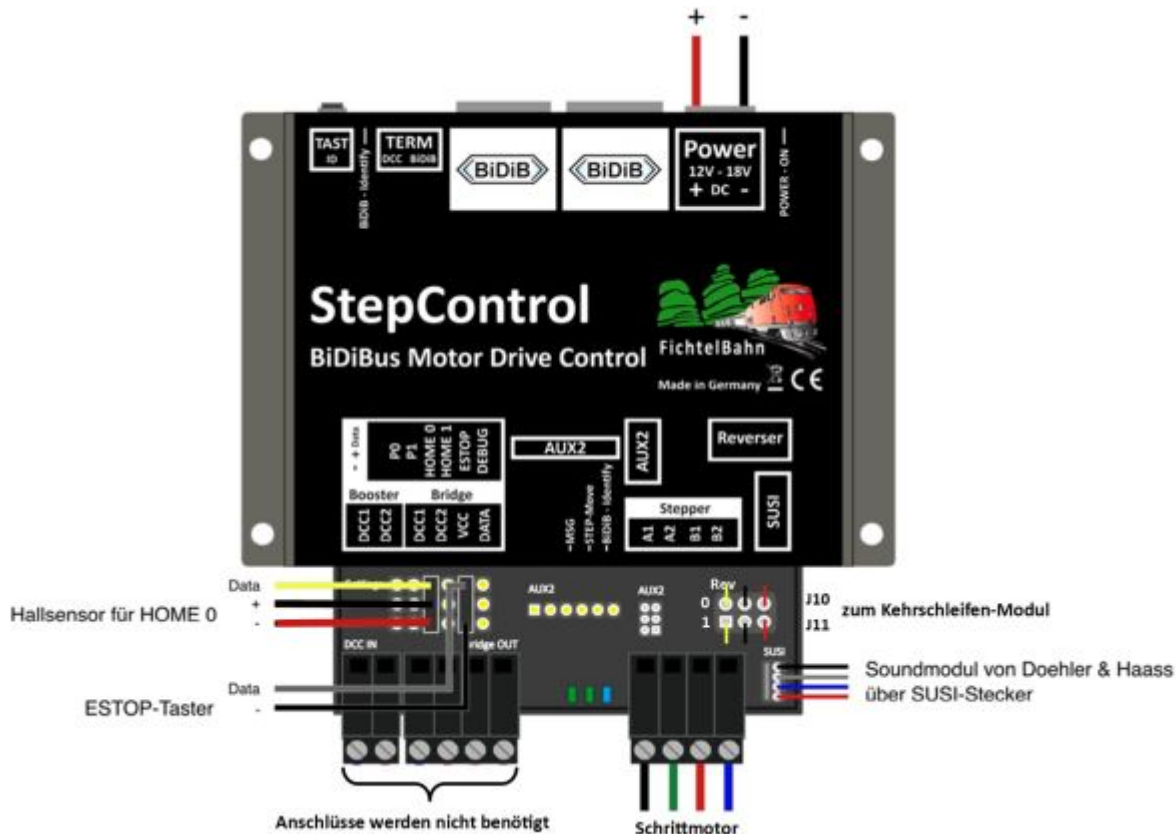 + -
TAST
ID
BiDiB - Identify
TERM
DCC BiDiB
BiDiB
BiDiB
Power
12V - 18V
+ DC -
POWER - ON
StepControl
BiDiBus Motor Drive Control
FichtelBahn
Made in Germany CE
- + Data
P0
P1
HOME 0
HOME 1
ESTOP
DEBUG
Booster Bridge
DCC1
DCC2
DCC1
DCC2
VCC
DATA
AUX2
AUX2
Reverser
MSG
STEP-Move
BiDiB - Identify
Stepper
A1
A2
B1
B2
SUSI
Data
+
-
Hallsensor für HOME 0
AUX2
AUX2
Rev
0
1
J10
J11
zum Kehrschleifen-Modul
DCC IN
ridge OUT
SUSI
Soundmodul von Doehler & Haass
über SUSI-Stecker
Data
-
ESTOP-Taster
Anschlüsse werden nicht benötigt
Schrittmotor